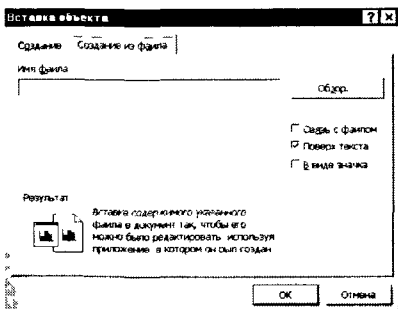 Вставка объекта
Создание Создание из файла
Имя файла
Обзор.
Связь с файлом
Поверх текста
В виде значка
Результат
Вставка содержимого указанного
файла в документ так, чтобы его
можно было редактировать используя
приложение в котором он был создан
ОК Отмена